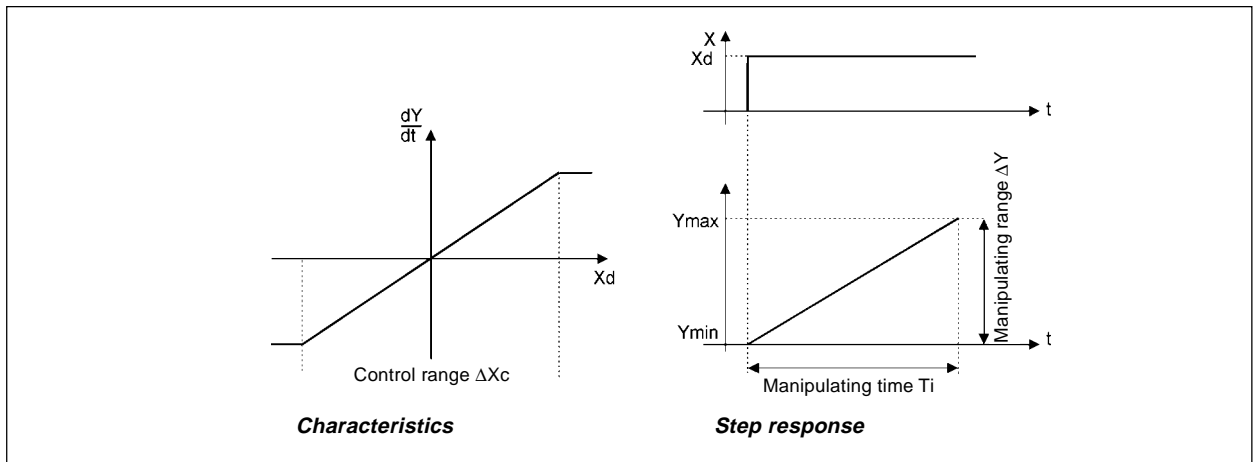 dY
dt
Xd
Control range ΔXc
Characteristics
X
Xd
t
Ymax
Ymin
t
Manipulating range ΔY
Manipulating time Ti
Step response